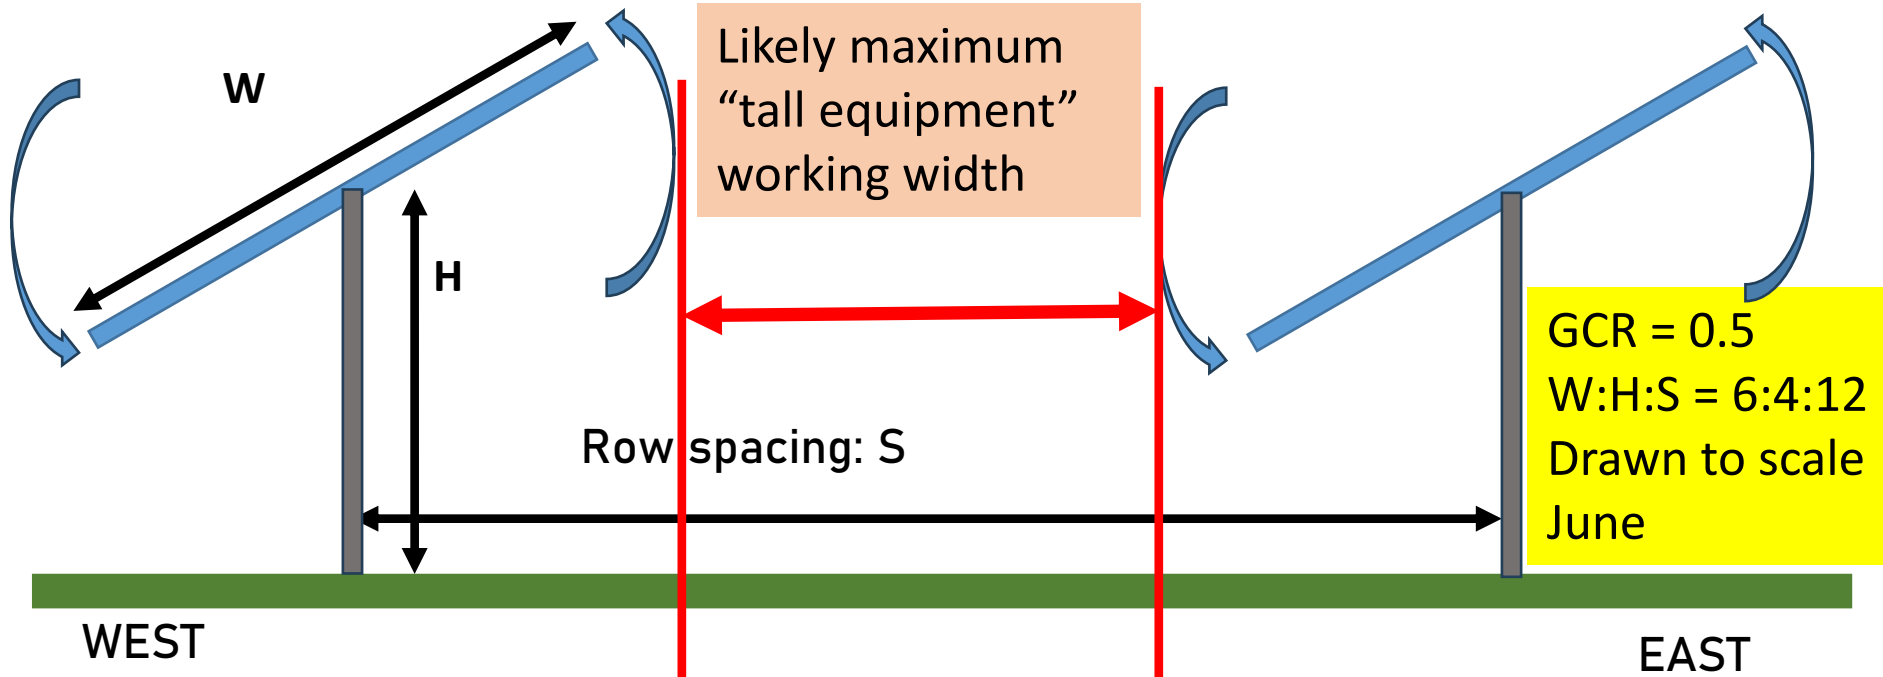 W
Likely maximum
“tall equipment”
working width
H
GCR = 0.5
W:H:S = 6:4:12
Drawn to scale
June
Row spacing: S
WEST
EAST